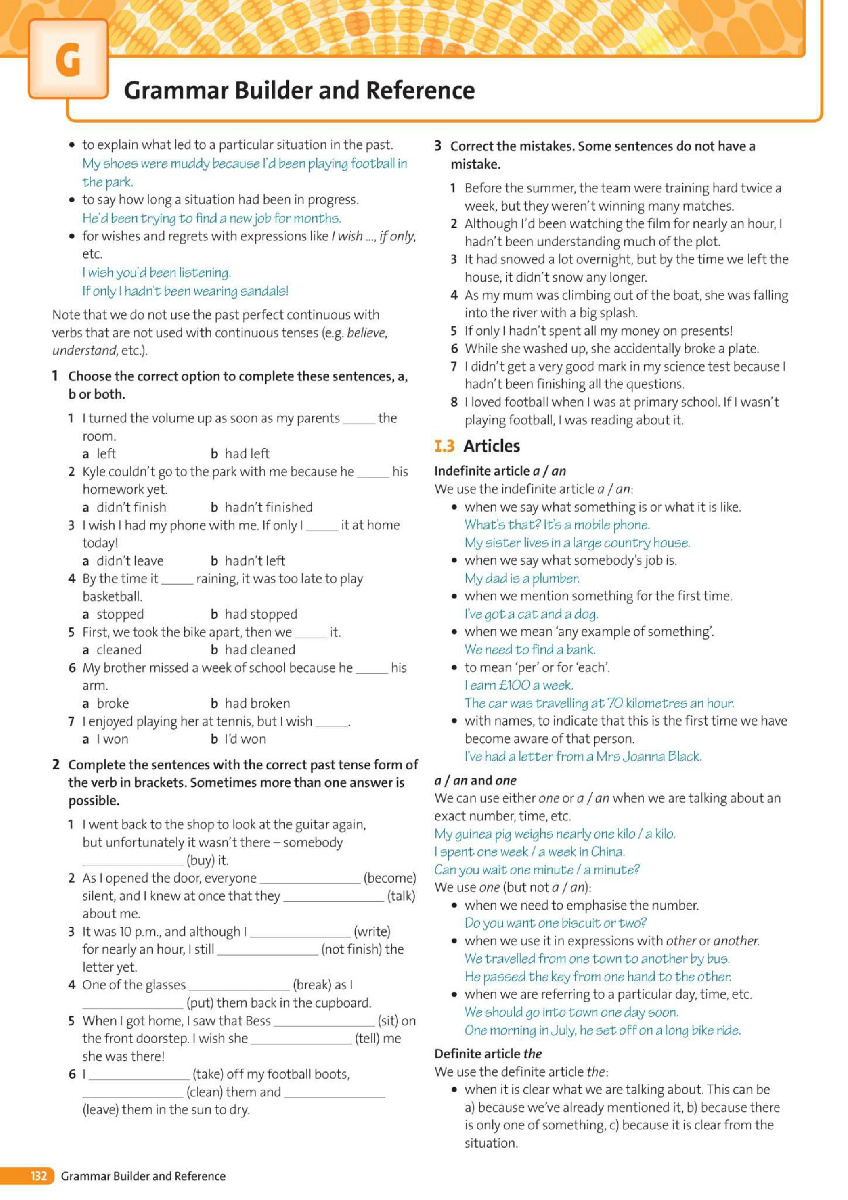 G
Grammar Builder and Reference
• to explain what led to a particular situation in the past.
My shoes were muddy because I'd been playing football in
the park.
• to say how long a situation had been in progress.
He'd been trying to find a new job for months.
• for wishes and regrets with expressions like I wish ..., if only,
etc.
I wish you'd been listening.
If only I hadn't been wearing sandals!
Note that we do not use the past perfect continuous with
verbs that are not used with continuous tenses (e.g. believe,
understand, etc.).
1 Choose the correct option to complete these sentences, a,
b or both.
1 I turned the volume up as soon as my parents _____ the
room.
a left b had left
2 Kyle couldn't go to the park with me because he _____ his
homework yet.
a didn't finish b hadn't finished
3 I wish I had my phone with me. If only I _____ it at home
today!
a didn't leave b hadn't left
4 By the time it _____ raining, it was too late to play
basketball.
a stopped b had stopped
5 First, we took the bike apart, then we _____ it.
a cleaned b had cleaned
6 My brother missed a week of school because he _____ his
arm.
a broke b had broken
7 I enjoyed playing her at tennis, but I wish _____.
a I won b I'd won
2 Complete the sentences with the correct past tense form of
the verb in brackets. Sometimes more than one answer is
possible.
1 I went back to the shop to look at the guitar again,
but unfortunately it wasn't there – somebody
_______________ (buy) it.
2 As I opened the door, everyone _______________ (become)
silent, and I knew at once that they _______________ (talk)
about me.
3 It was 10 p.m., and although I _______________ (write)
for nearly an hour, I still _______________ (not finish) the
letter yet.
4 One of the glasses _______________ (break) as I
_______________ (put) them back in the cupboard.
5 When I got home, I saw that Bess _______________ (sit) on
the front doorstep. I wish she _______________ (tell) me
she was there!
6 I _______________ (take) off my football boots,
_______________ (clean) them and _______________
(leave) them in the sun to dry.
3 Correct the mistakes. Some sentences do not have a
mistake.
1 Before the summer, the team were training hard twice a
week, but they weren't winning many matches.
2 Although I'd been watching the film for nearly an hour, I
hadn't been understanding much of the plot.
3 It had snowed a lot overnight, but by the time we left the
house, it didn't snow any longer.
4 As my mum was climbing out of the boat, she was falling
into the river with a big splash.
5 If only I hadn't spent all my money on presents!
6 While she washed up, she accidentally broke a plate.
7 I didn't get a very good mark in my science test because I
hadn't been finishing all the questions.
8 I loved football when I was at primary school. If I wasn't
playing football, I was reading about it.
I.3 Articles
Indefinite article a / an
We use the indefinite article a / an:
• when we say what something is or what it is like.
What's that? It's a mobile phone.
My sister lives in a large country house.
• when we say what somebody's job is.
My dad is a plumber.
• when we mention something for the first time.
I've got a cat and a dog.
• when we mean 'any example of something'.
We need to find a bank.
• to mean 'per' or for 'each'.
I earn £100 a week.
The car was travelling at 70 kilometres an hour.
• with names, to indicate that this is the first time we have
become aware of that person.
I've had a letter from a Mrs Joanna Black.
a / an and one
We can use either one or a / an when we are talking about an
exact number, time, etc.
My guinea pig weighs nearly one kilo / a kilo.
I spent one week / a week in China.
Can you wait one minute / a minute?
We use one (but not a / an):
• when we need to emphasise the number.
Do you want one biscuit or two?
• when we use it in expressions with other or another.
We travelled from one town to another by bus.
He passed the key from one hand to the other.
• when we are referring to a particular day, time, etc.
We should go into town one day soon.
One morning in July, he set off on a long bike ride.
Definite article the
We use the definite article the:
• when it is clear what we are talking about. This can be
a) because we've already mentioned it, b) because there
is only one of something, c) because it is clear from the
situation.
132 Grammar Builder and Reference